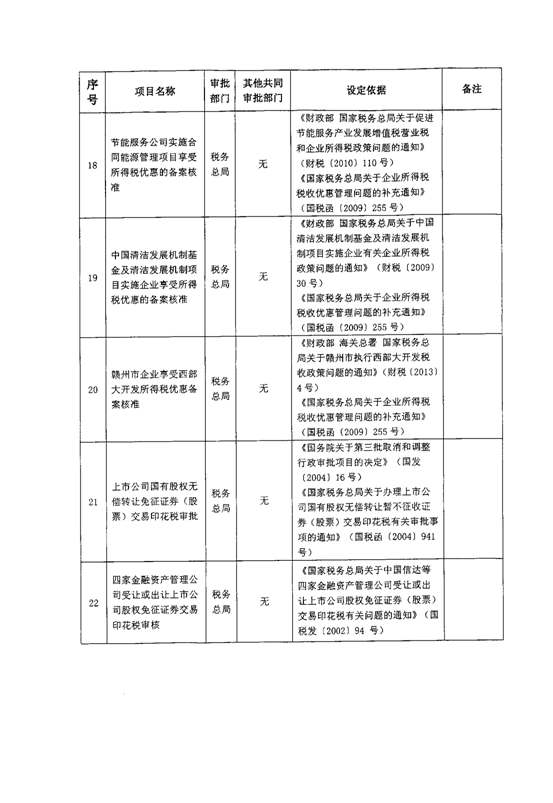 序号 项目名称 审批部门 其他共同审批部门 设定依据 备注
18 节能服务公司实施合同能源管理项目享受所得税优惠的备案核准 税务总局 无
《财政部 国家税务总局关于促进
节能服务产业发展增值税营业税
和企业所得税政策问题的通知》
（财税〔2010〕110号）
《国家税务总局关于企业所得税
税收优惠管理问题的补充通知》
（国税函〔2009〕255号）
19 中国清洁发展机制基金及清洁发展机制项目实施企业享受所得税优惠的备案核准 税务总局 无
《财政部 国家税务总局关于中国
清洁发展机制基金及清洁发展机
制项目实施企业有关企业所得税
政策问题的通知》（财税〔2009〕
30号）
《国家税务总局关于企业所得税
税收优惠管理问题的补充通知》
（国税函〔2009〕255号）
20 赣州市企业享受西部大开发所得税优惠备案核准 税务总局 无
《财政部 海关总署 国家税务总
局关于赣州市执行西部大开发税
收政策问题的通知》（财税〔2013〕
4号）
《国家税务总局关于企业所得税
税收优惠管理问题的补充通知》
（国税函〔2009〕255号）
21 上市公司国有股权无偿转让免征证券（股票）交易印花税审批 税务总局 无
《国务院关于第三批取消和调整
行政审批项目的决定》（国发
〔2004〕16号）
《国家税务总局关于办理上市公
司国有股权无偿转让暂不征收证
券（股票）交易印花税有关审批事
项的通知》（国税函〔2004〕941
号）
22 四家金融资产管理公司受让或出让上市公司股权免征证券交易印花税审核 税务总局 无
《国家税务总局关于中国信达等
四家金融资产管理公司受让或出
让上市公司股权免征证券（股票）
交易印花税有关问题的通知》（国
税发〔2002〕94 号）